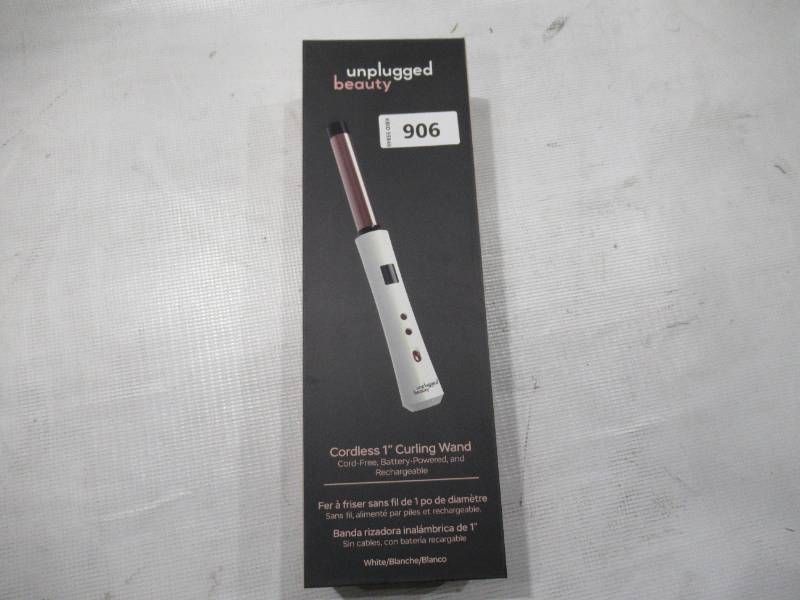 unplugged
beauty
906
unplugged
beauty
Cordless 1" Curling Wand
Cord-Free, Battery-Powered, and
Rechargeable
Fer à friser sans fil de 1 po de diamètre
Sans fil, alimenté par piles et rechargeable.
Banda rizadora inalámbrica de 1"
Sin cables, con batería recargable
White/Blanche/Blanco